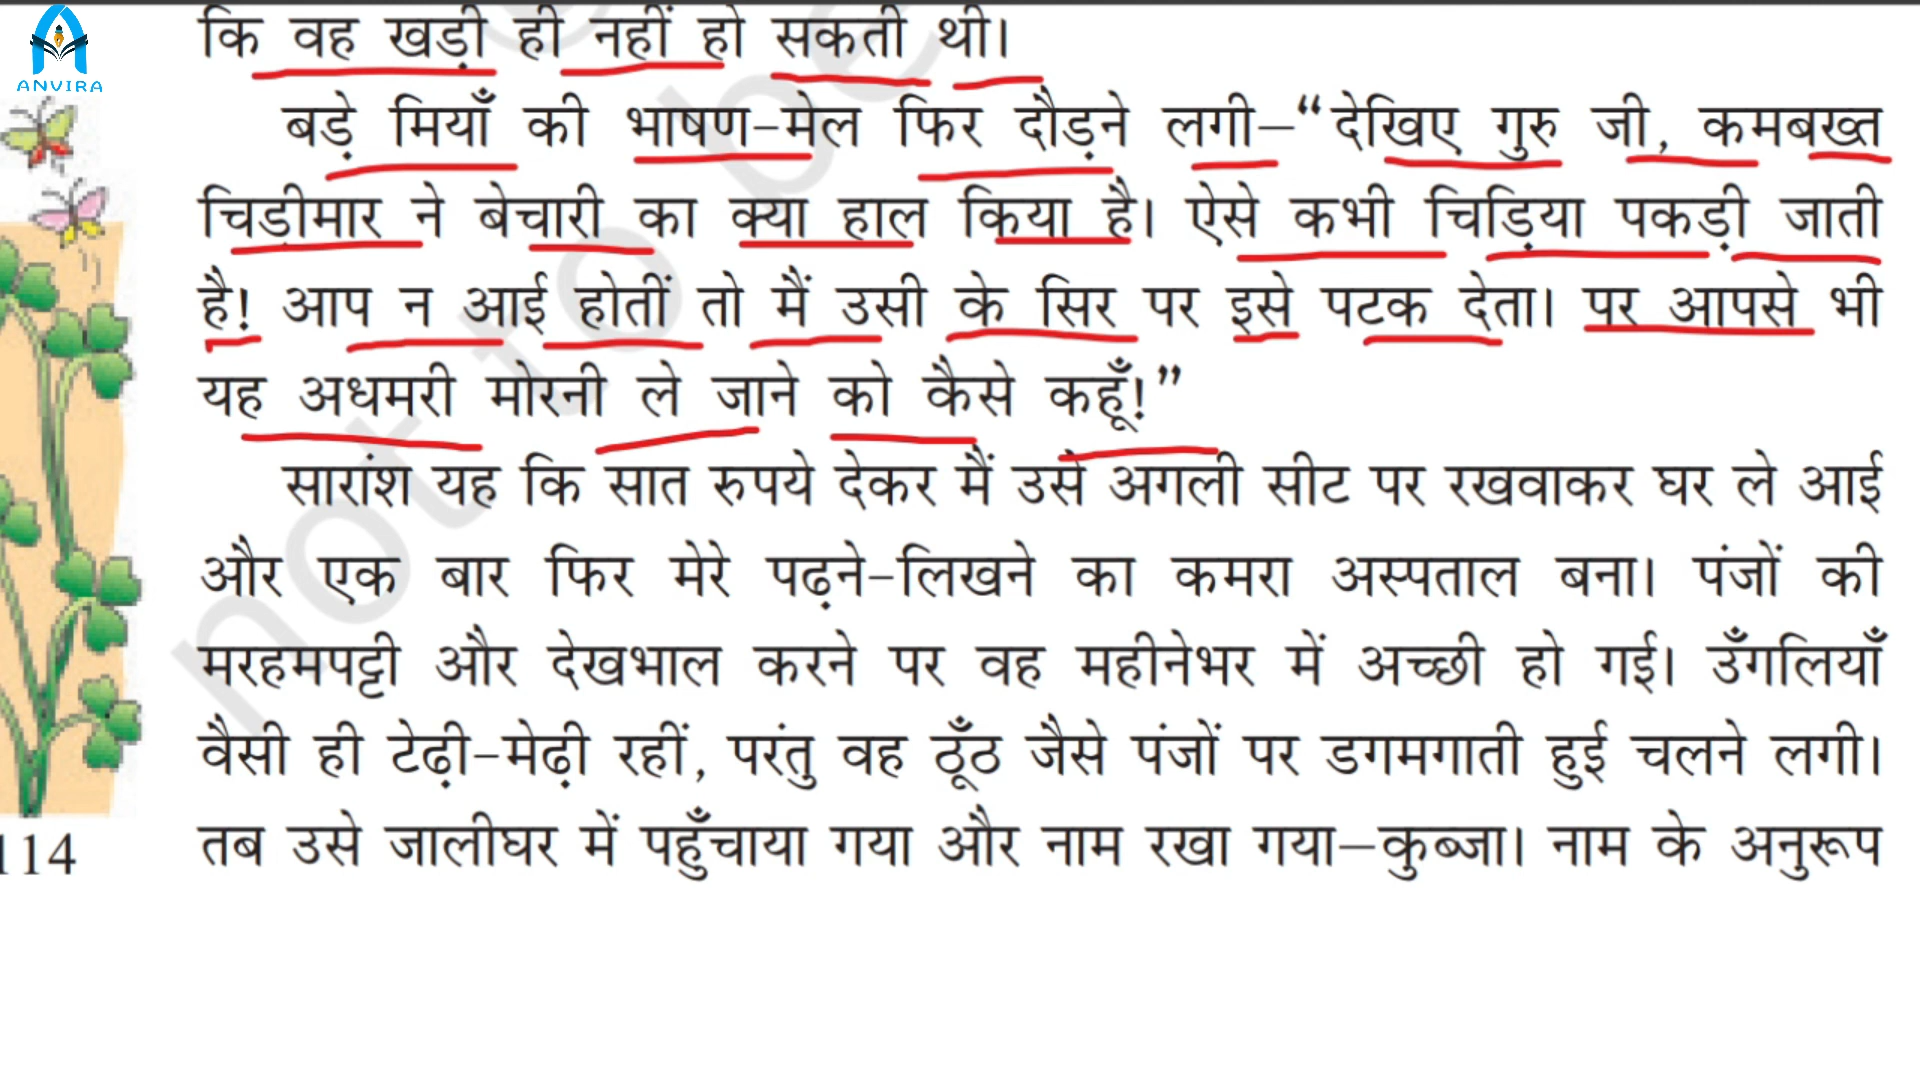 ANVIRA
कि वह खड़ी ही नहीं हो सकती थी।
बड़े मियाँ की भाषण-मेल फिर दौड़ने लगी—“देखिए गुरु जी, कमबख्त
चिड़ीमार ने बेचारी का क्या हाल किया है। ऐसे कभी चिड़िया पकड़ी जाती
है! आप न आई होतीं तो मैं उसी के सिर पर इसे पटक देता। पर आपसे भी
यह अधमरी मोरनी ले जाने को कैसे कहूँ!”
सारांश यह कि सात रुपये देकर मैं उसे अगली सीट पर रखवाकर घर ले आई
और एक बार फिर मेरे पढ़ने-लिखने का कमरा अस्पताल बना। पंजों की
मरहमपट्टी और देखभाल करने पर वह महीनेभर में अच्छी हो गई। उँगलियाँ
वैसी ही टेढ़ी-मेढ़ी रहीं, परंतु वह ठूँठ जैसे पंजों पर डगमगाती हुई चलने लगी।
तब उसे जालीघर में पहुँचाया गया और नाम रखा गया—कुब्जा। नाम के अनुरूप
114
not to be